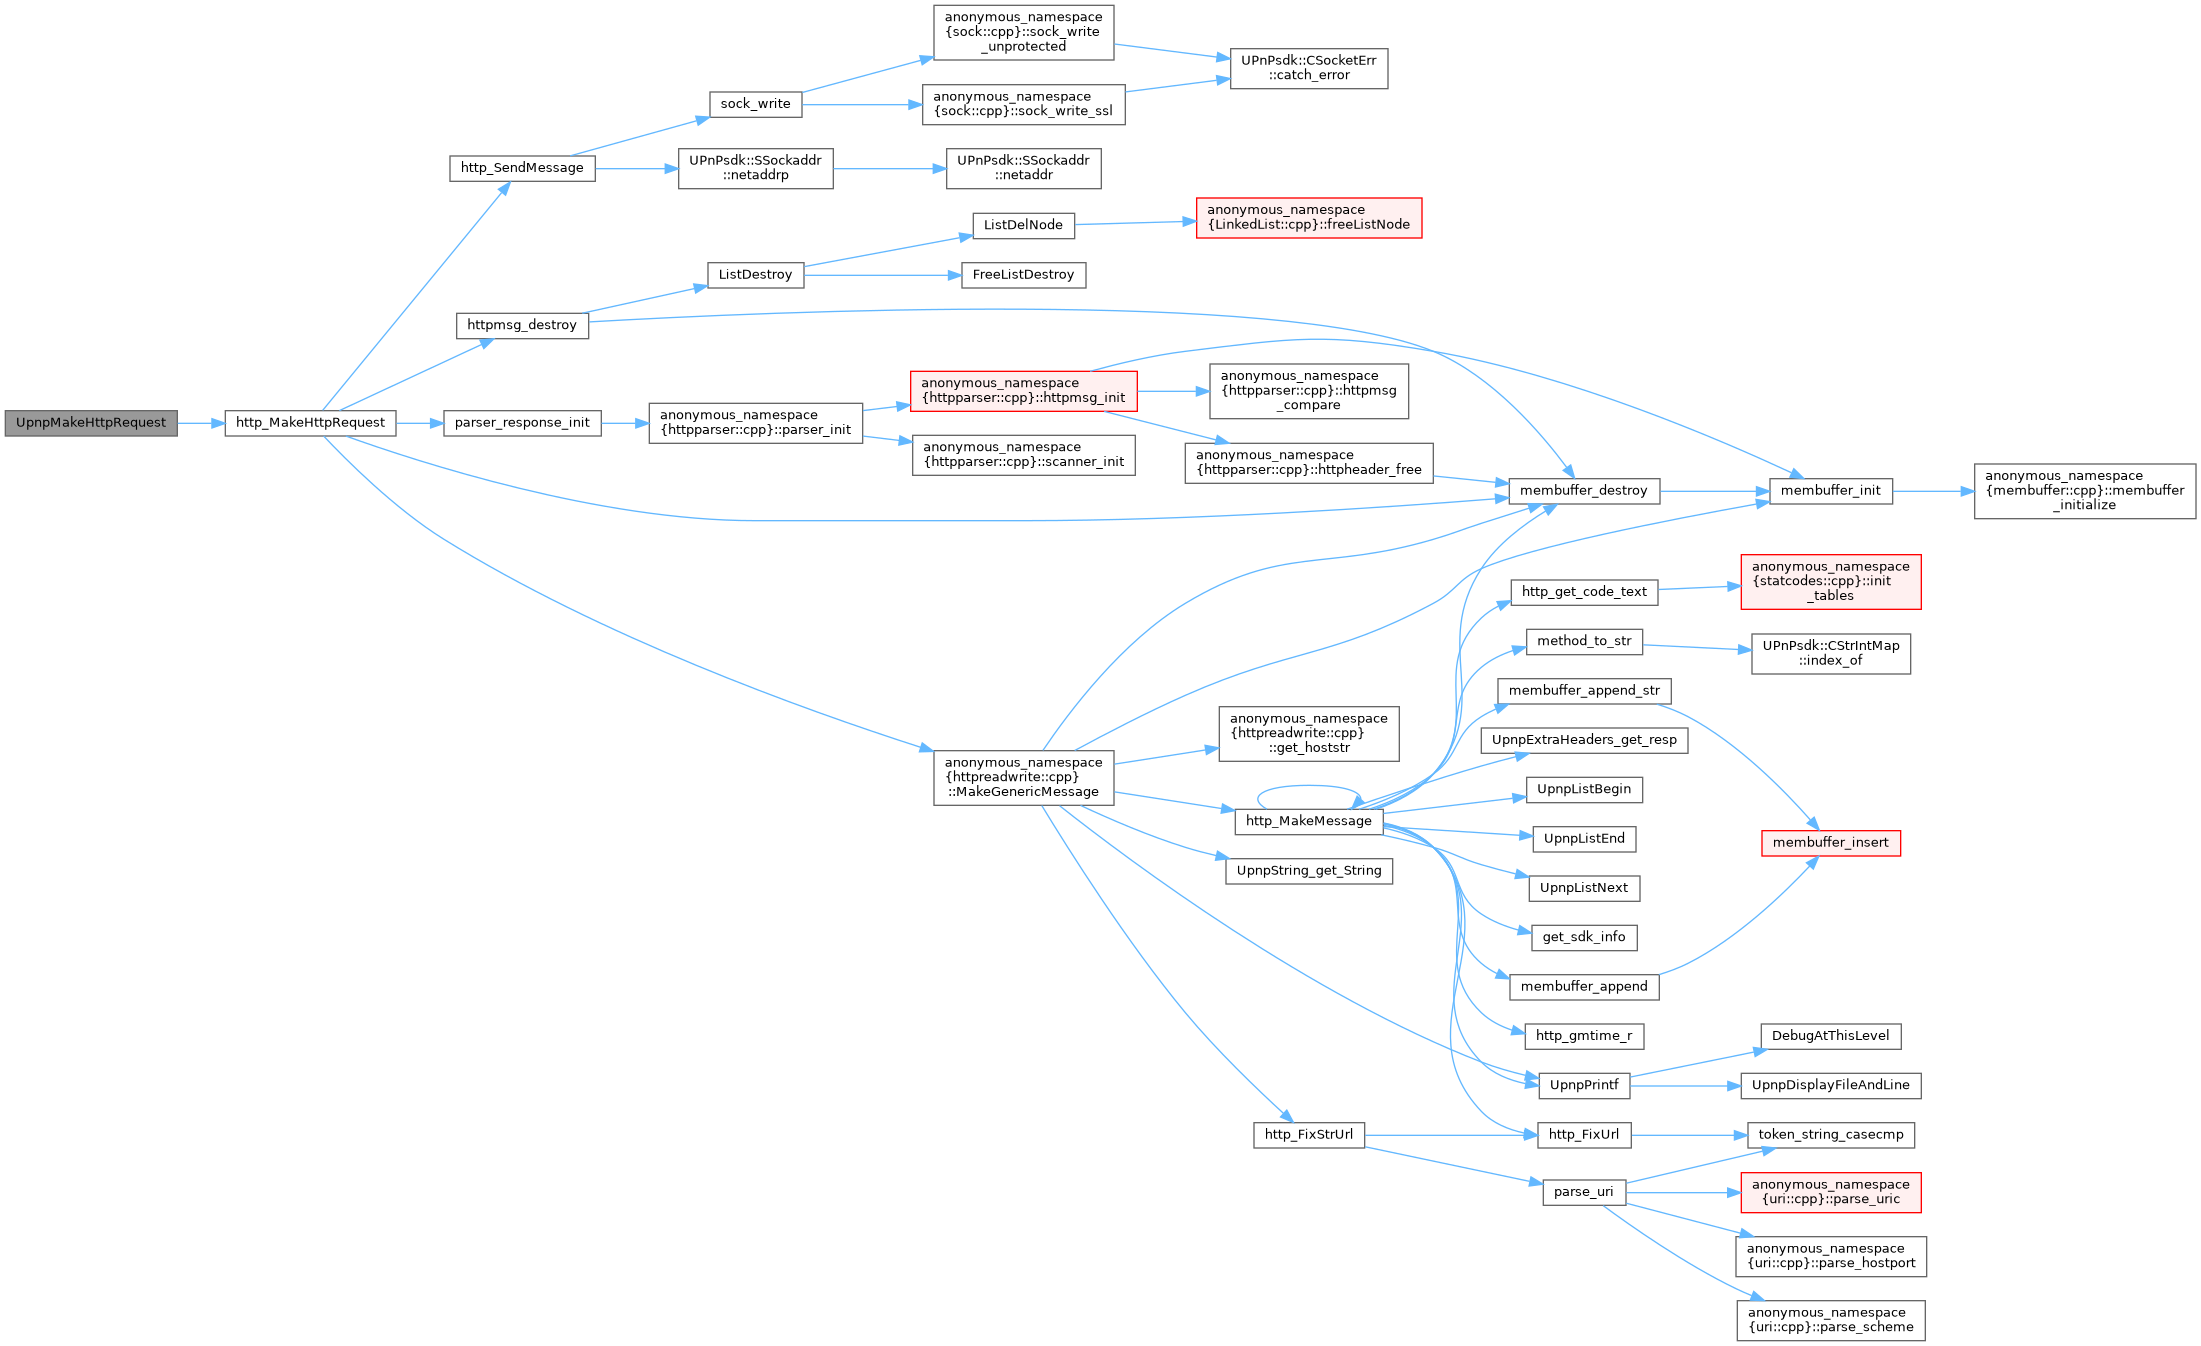 UpnpMakeHttpRequest
http_MakeHttpRequest
http_SendMessage
sock_write
anonymous_namespace
{sock::cpp}::sock_write
_unprotected
UPnPsdk::CSocketErr
::catch_error
anonymous_namespace
{sock::cpp}::sock_write_ssl
UPnPsdk::SSockaddr
::netaddrp
UPnPsdk::SSockaddr
::netaddr
httpmsg_destroy
ListDestroy
ListDelNode
anonymous_namespace
{LinkedList::cpp}::freeListNode
FreeListDestroy
parser_response_init
anonymous_namespace
{httpparser::cpp}::parser_init
anonymous_namespace
{httpparser::cpp}::httpmsg_init
anonymous_namespace
{httpparser::cpp}::scanner_init
anonymous_namespace
{httpparser::cpp}::httpmsg
_compare
anonymous_namespace
{httpparser::cpp}::httpheader_free
membuffer_destroy
membuffer_init
anonymous_namespace
{membuffer::cpp}::membuffer
_initialize
anonymous_namespace
{httpreadwrite::cpp}
::MakeGenericMessage
anonymous_namespace
{httpreadwrite::cpp}
::get_hoststr
http_MakeMessage
UpnpString_get_String
http_FixStrUrl
http_get_code_text
anonymous_namespace
{statcodes::cpp}::init
_tables
method_to_str
UPnPsdk::CStrIntMap
::index_of
membuffer_append_str
UpnpExtraHeaders_get_resp
UpnpListBegin
UpnpListEnd
UpnpListNext
get_sdk_info
membuffer_append
membuffer_insert
http_gmtime_r
UpnpPrintf
DebugAtThisLevel
UpnpDisplayFileAndLine
http_FixUrl
token_string_casecmp
parse_uri
anonymous_namespace
{uri::cpp}::parse_uric
anonymous_namespace
{uri::cpp}::parse_hostport
anonymous_namespace
{uri::cpp}::parse_scheme